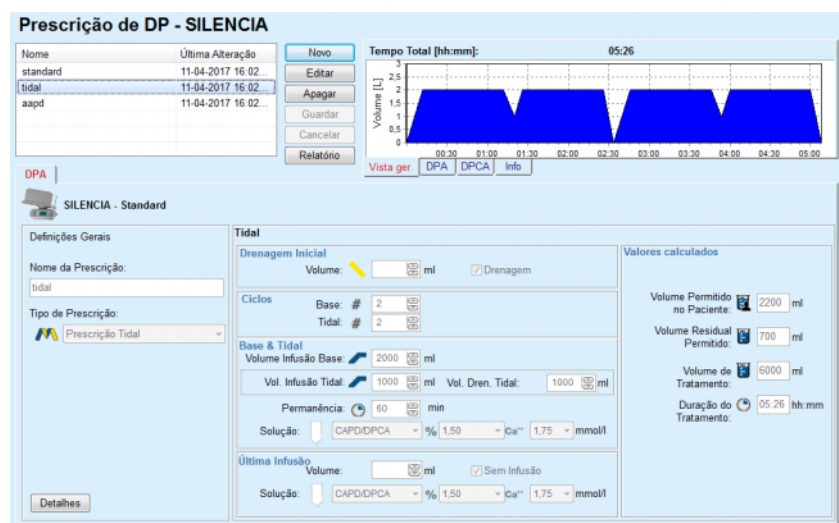 Prescrição de DP - SILENCIA
Nome Última Alteração
standard 11-04-2017 16:02...
tidal 11-04-2017 16:02...
aapd 11-04-2017 16:02...
Novo
Editar
Apagar
Guardar
Cancelar
Relatório
Tempo Total [hh:mm]: 05:26
Volume [L]
3
2,5
2
1,5
1
0,5
0
00:30 01:00 01:30 02:00 02:30 03:00 03:30 04:00 04:30 05:00
Vista ger. DPA DPCA Info
DPA
SILENCIA - Standard
Definições Gerais
Nome da Prescrição:
tidal
Tipo de Prescrição:
Prescrição Tidal
Detalhes
Tidal
Drenagem Inicial
Volume: ml Drenagem
Ciclos
Base: # 2
Tidal: # 2
Base & Tidal
Volume Infusão Base: 2000 ml
Vol. Infusão Tidal: 1000 ml Vol. Dren. Tidal: 1000 ml
Permanência: 60 min
Solução: CAPD/DPCA % 1,50 Ca++ 1,75 mmol/l
Última Infusão
Volume: ml Sem Infusão
Solução: CAPD/DPCA % 1,50 Ca++ 1,75 mmol/l
Valores calculados
Volume Permitido
no Paciente: 2200 ml
Volume Residual
Permitido: 700 ml
Volume de
Tratamento: 6000 ml
Duração do
Tratamento: 05:26 hh:mm